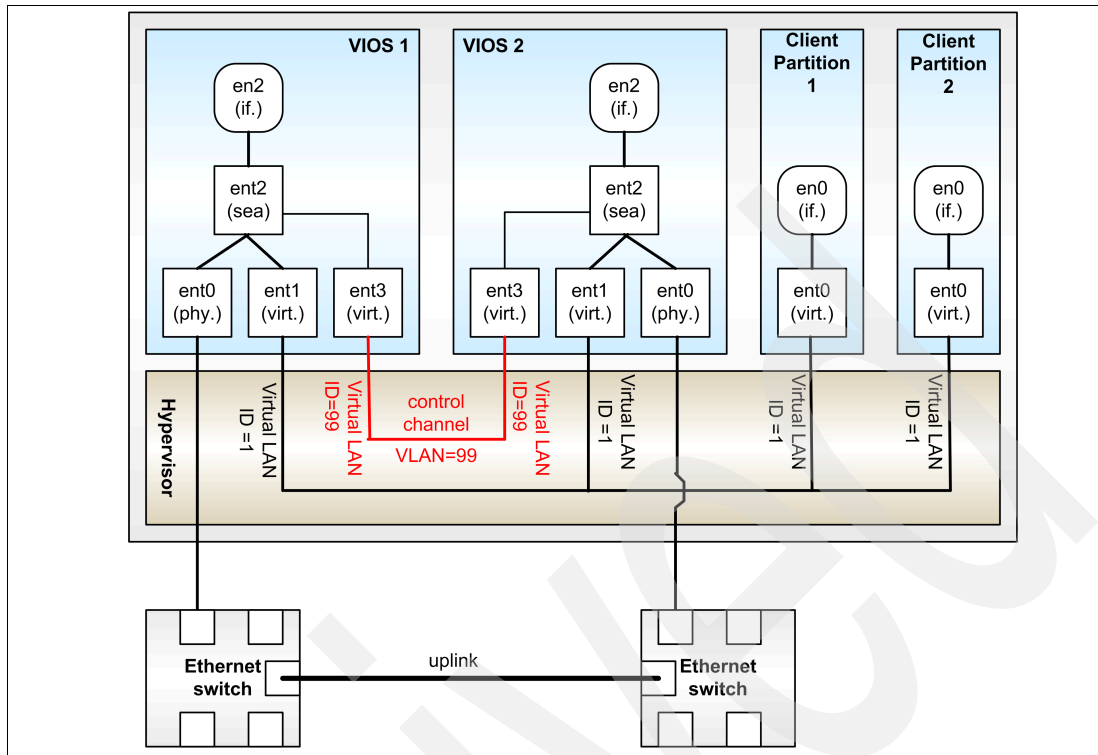 VIOS 1
VIOS 2
Client
Partition
1
Client
Partition
2
en2
(if.)
en2
(if.)
ent2
(sea)
ent2
(sea)
en0
(if.)
en0
(if.)
ent0
(phy.)
ent1
(virt.)
ent3
(virt.)
ent3
(virt.)
ent1
(virt.)
ent0
(phy.)
ent0
(virt.)
ent0
(virt.)
Hypervisor
Virtual LAN
ID =1
Virtual LAN
ID=99
control
channel
VLAN=99
Virtual LAN
ID=99
Virtual LAN
ID =1
Virtual LAN
ID =1
Virtual LAN
ID =1
Ethernet
switch
uplink
Ethernet
switch